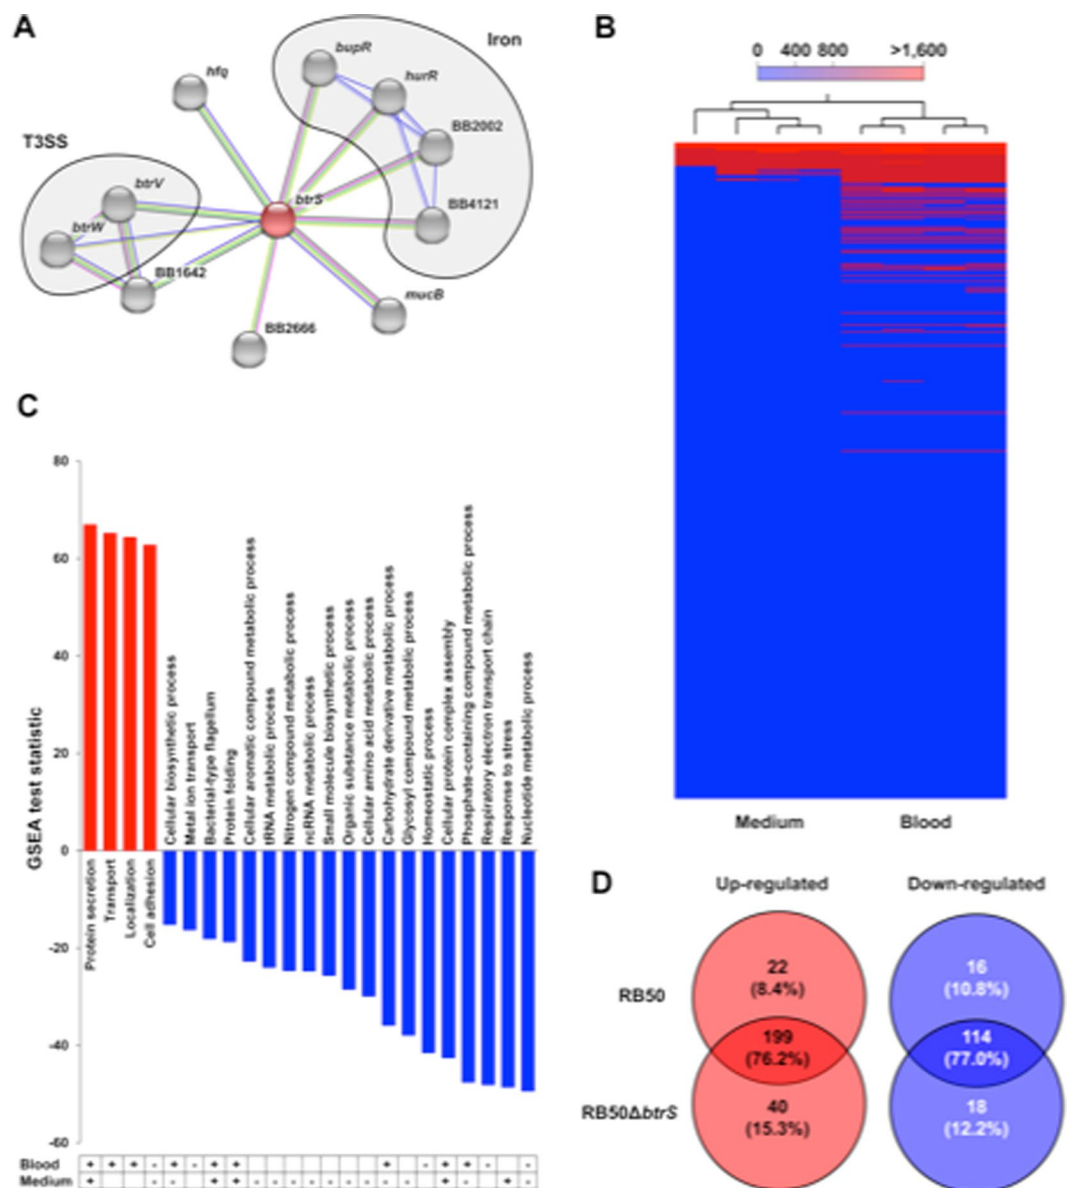 A
Iron
bupR
hurR
hfq
BB2002
T3SS
btrV
btrS
BB4121
btrW
BB1642
mucB
BB2666
B
0 400 800 >1,600
Medium Blood
C
GSEA test statistic
80
60
40
20
0
-20
-40
-60
Protein secretion
Transport
Localization
Cell adhesion
Cellular biosynthetic process
Metal ion transport
Bacterial-type flagellum
Protein folding
Cellular aromatic compound metabolic process
tRNA metabolic process
Nitrogen compound metabolic process
ncRNA metabolic process
Small molecule biosynthetic process
Organic substance metabolic process
Cellular amino acid metabolic process
Carbohydrate derivative metabolic process
Glycosyl compound metabolic process
Homeostatic process
Cellular protein complex assembly
Phosphate-containing compound metabolic process
Respiratory electron transport chain
Response to stress
Nucleotide metabolic process
Blood + + + - + - + + + - + + - -
Medium + - - + + - - - - - - - - - + - - + -
D
Up-regulated Down-regulated
RB50
22
(8.4%)
16
(10.8%)
199
(76.2%)
114
(77.0%)
RB50ΔbtrS
40
(15.3%)
18
(12.2%)